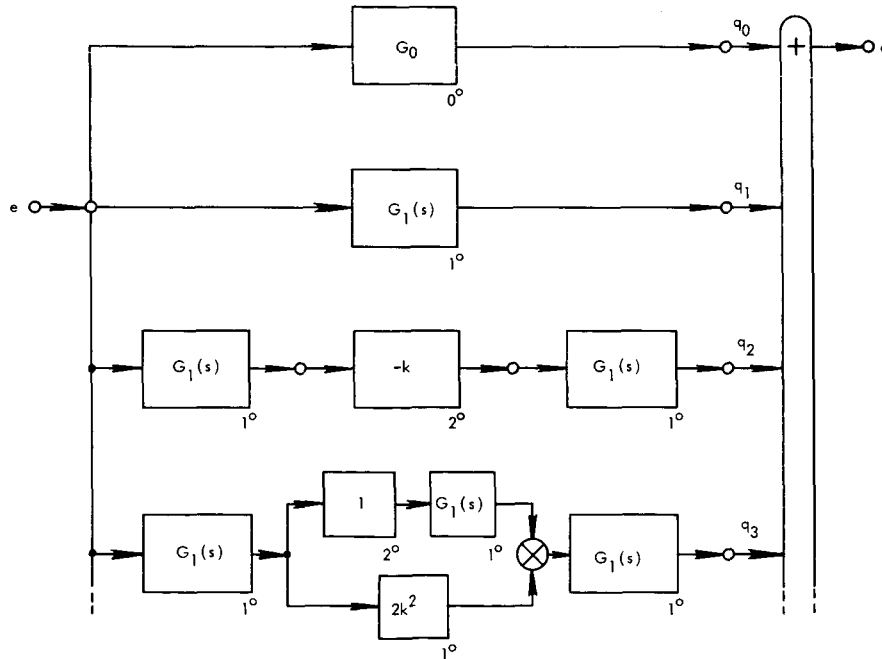 G₀ q₀ +
0°
e G₁(s) q₁
1°
G₁(s) -k G₁(s) q₂
1° 2° 1°
1 G₁(s)
2° 1°
G₁(s) G₁(s) q₃
1° 1°
2k²
1°